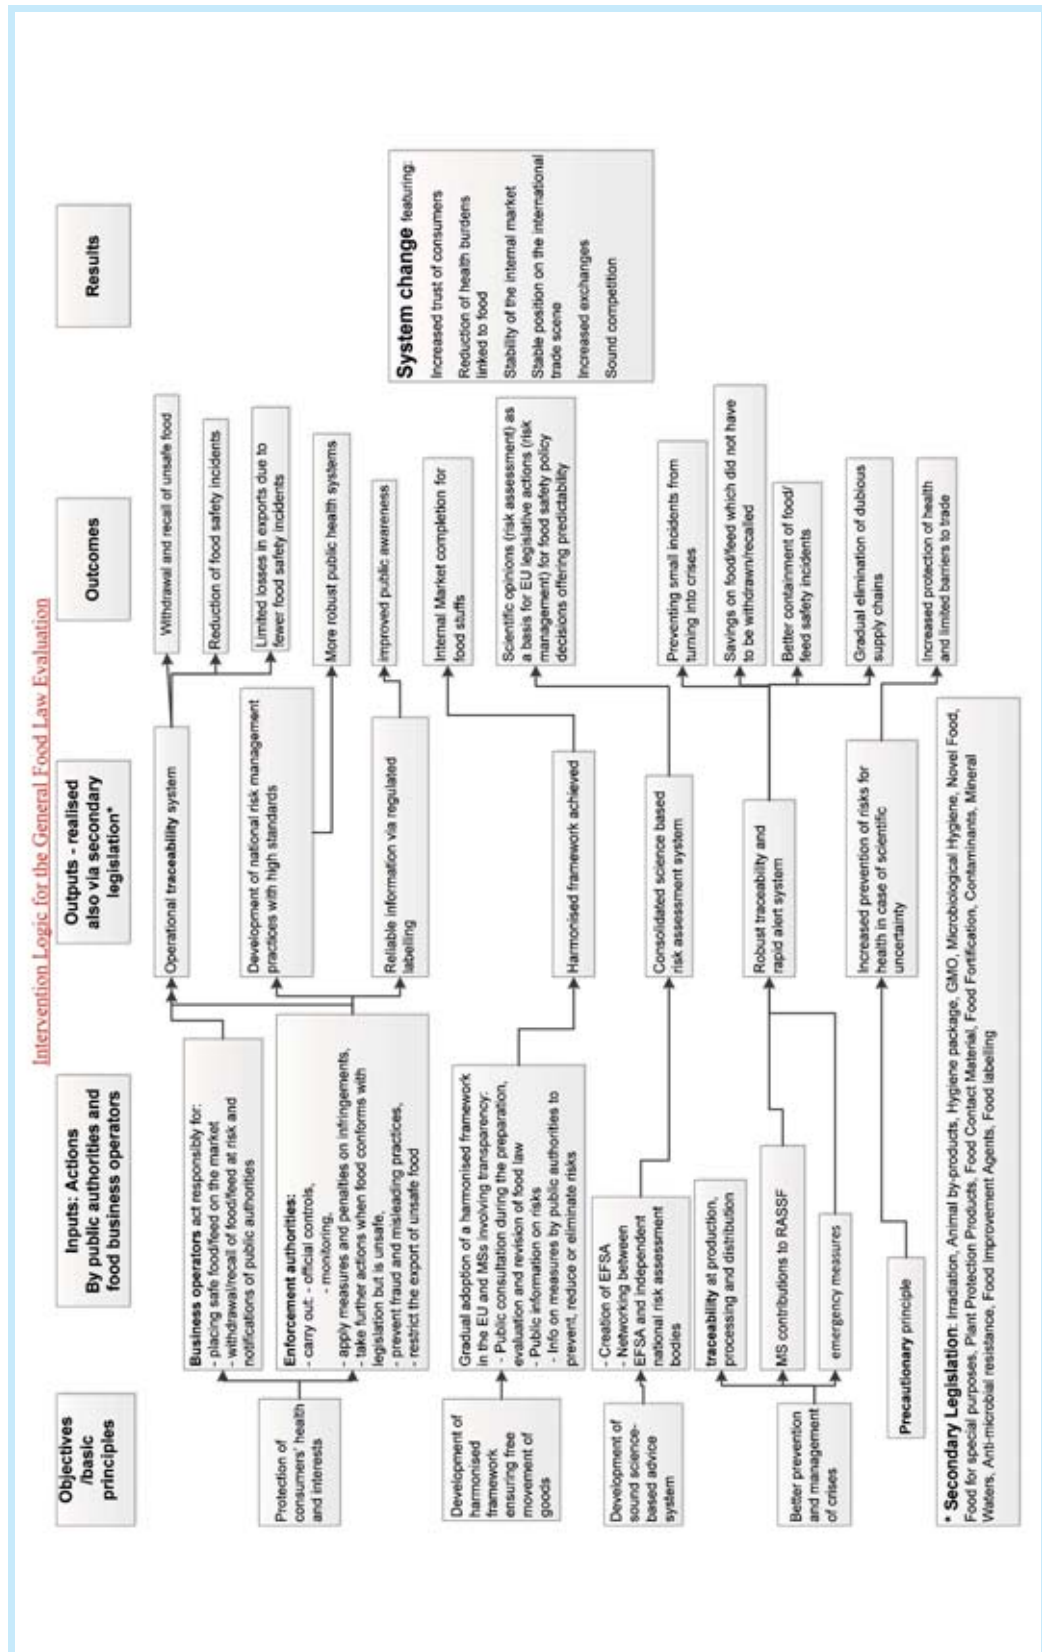 Intervention Logic for the General Food Law Evaluation
Objectives
/basic
principles
Inputs: Actions
By public authorities and
food business operators
Outputs - realised
also via secondary
legislation*
Outcomes
Results
Protection of
consumers' health
and interests
Development of
harmonised
framework
ensuring free
movement of
goods
Development of
sound science-
based advice
system
Better prevention
and management
of crises
Business operators act responsibly for:
- placing safe food/feed on the market
- withdrawal/recall of food/feed at risk and
notifications of public authorities
Enforcement authorities:
- carry out: - official controls,
- monitoring,
- apply measures and penalties on infringements,
- take further actions when food conforms with
legislation but is unsafe,
- prevent fraud and misleading practices,
- restrict the export of unsafe food
Gradual adoption of a harmonised framework
in the EU and MSs involving transparency:
- Public consultation during the preparation,
evaluation and revision of food law
- Public information on risks
- Info on measures by public authorities to
prevent, reduce or eliminate risks
- Creation of EFSA
- Networking between
EFSA and independent
national risk assessment
bodies
traceability at production,
processing and distribution
MS contributions to RASSF
emergency measures
Precautionary principle
Operational traceability system
Development of national risk management
practices with high standards
Reliable information via regulated
labelling
Harmonised framework achieved
Consolidated science based
risk assessment system
Robust traceability and
rapid alert system
Increased prevention of risks for
health in case of scientific
uncertainty
Withdrawal and recall of unsafe food
Reduction of food safety incidents
Limited losses in exports due to
fewer food safety incidents
More robust public health systems
improved public awareness
Internal Market completion for
food stuffs
Scientific opinions (risk assessment) as
a basis for EU legislative actions (risk
management) for food safety policy
decisions offering predictability
Preventing small incidents from
turning into crises
Savings on food/feed which did not have
to be withdrawn/recalled
Better containment of food/
feed safety incidents
Gradual elimination of dubious
supply chains
Increased protection of health
and limited barriers to trade
System change featuring:
Increased trust of consumers
Reduction of health burdens
linked to food
Stability of the internal market
Stable position on the international
trade scene
Increased exchanges
Sound competition
* Secondary Legislation: Irradiation, Animal by-products, Hygiene package, GMO, Microbiological Hygiene, Novel Food,
Food for special purposes, Plant Protection Products, Food Contact Material, Food Fortification, Contaminants, Mineral
Waters, Anti-microbial resistance, Food Improvement Agents, Food labelling